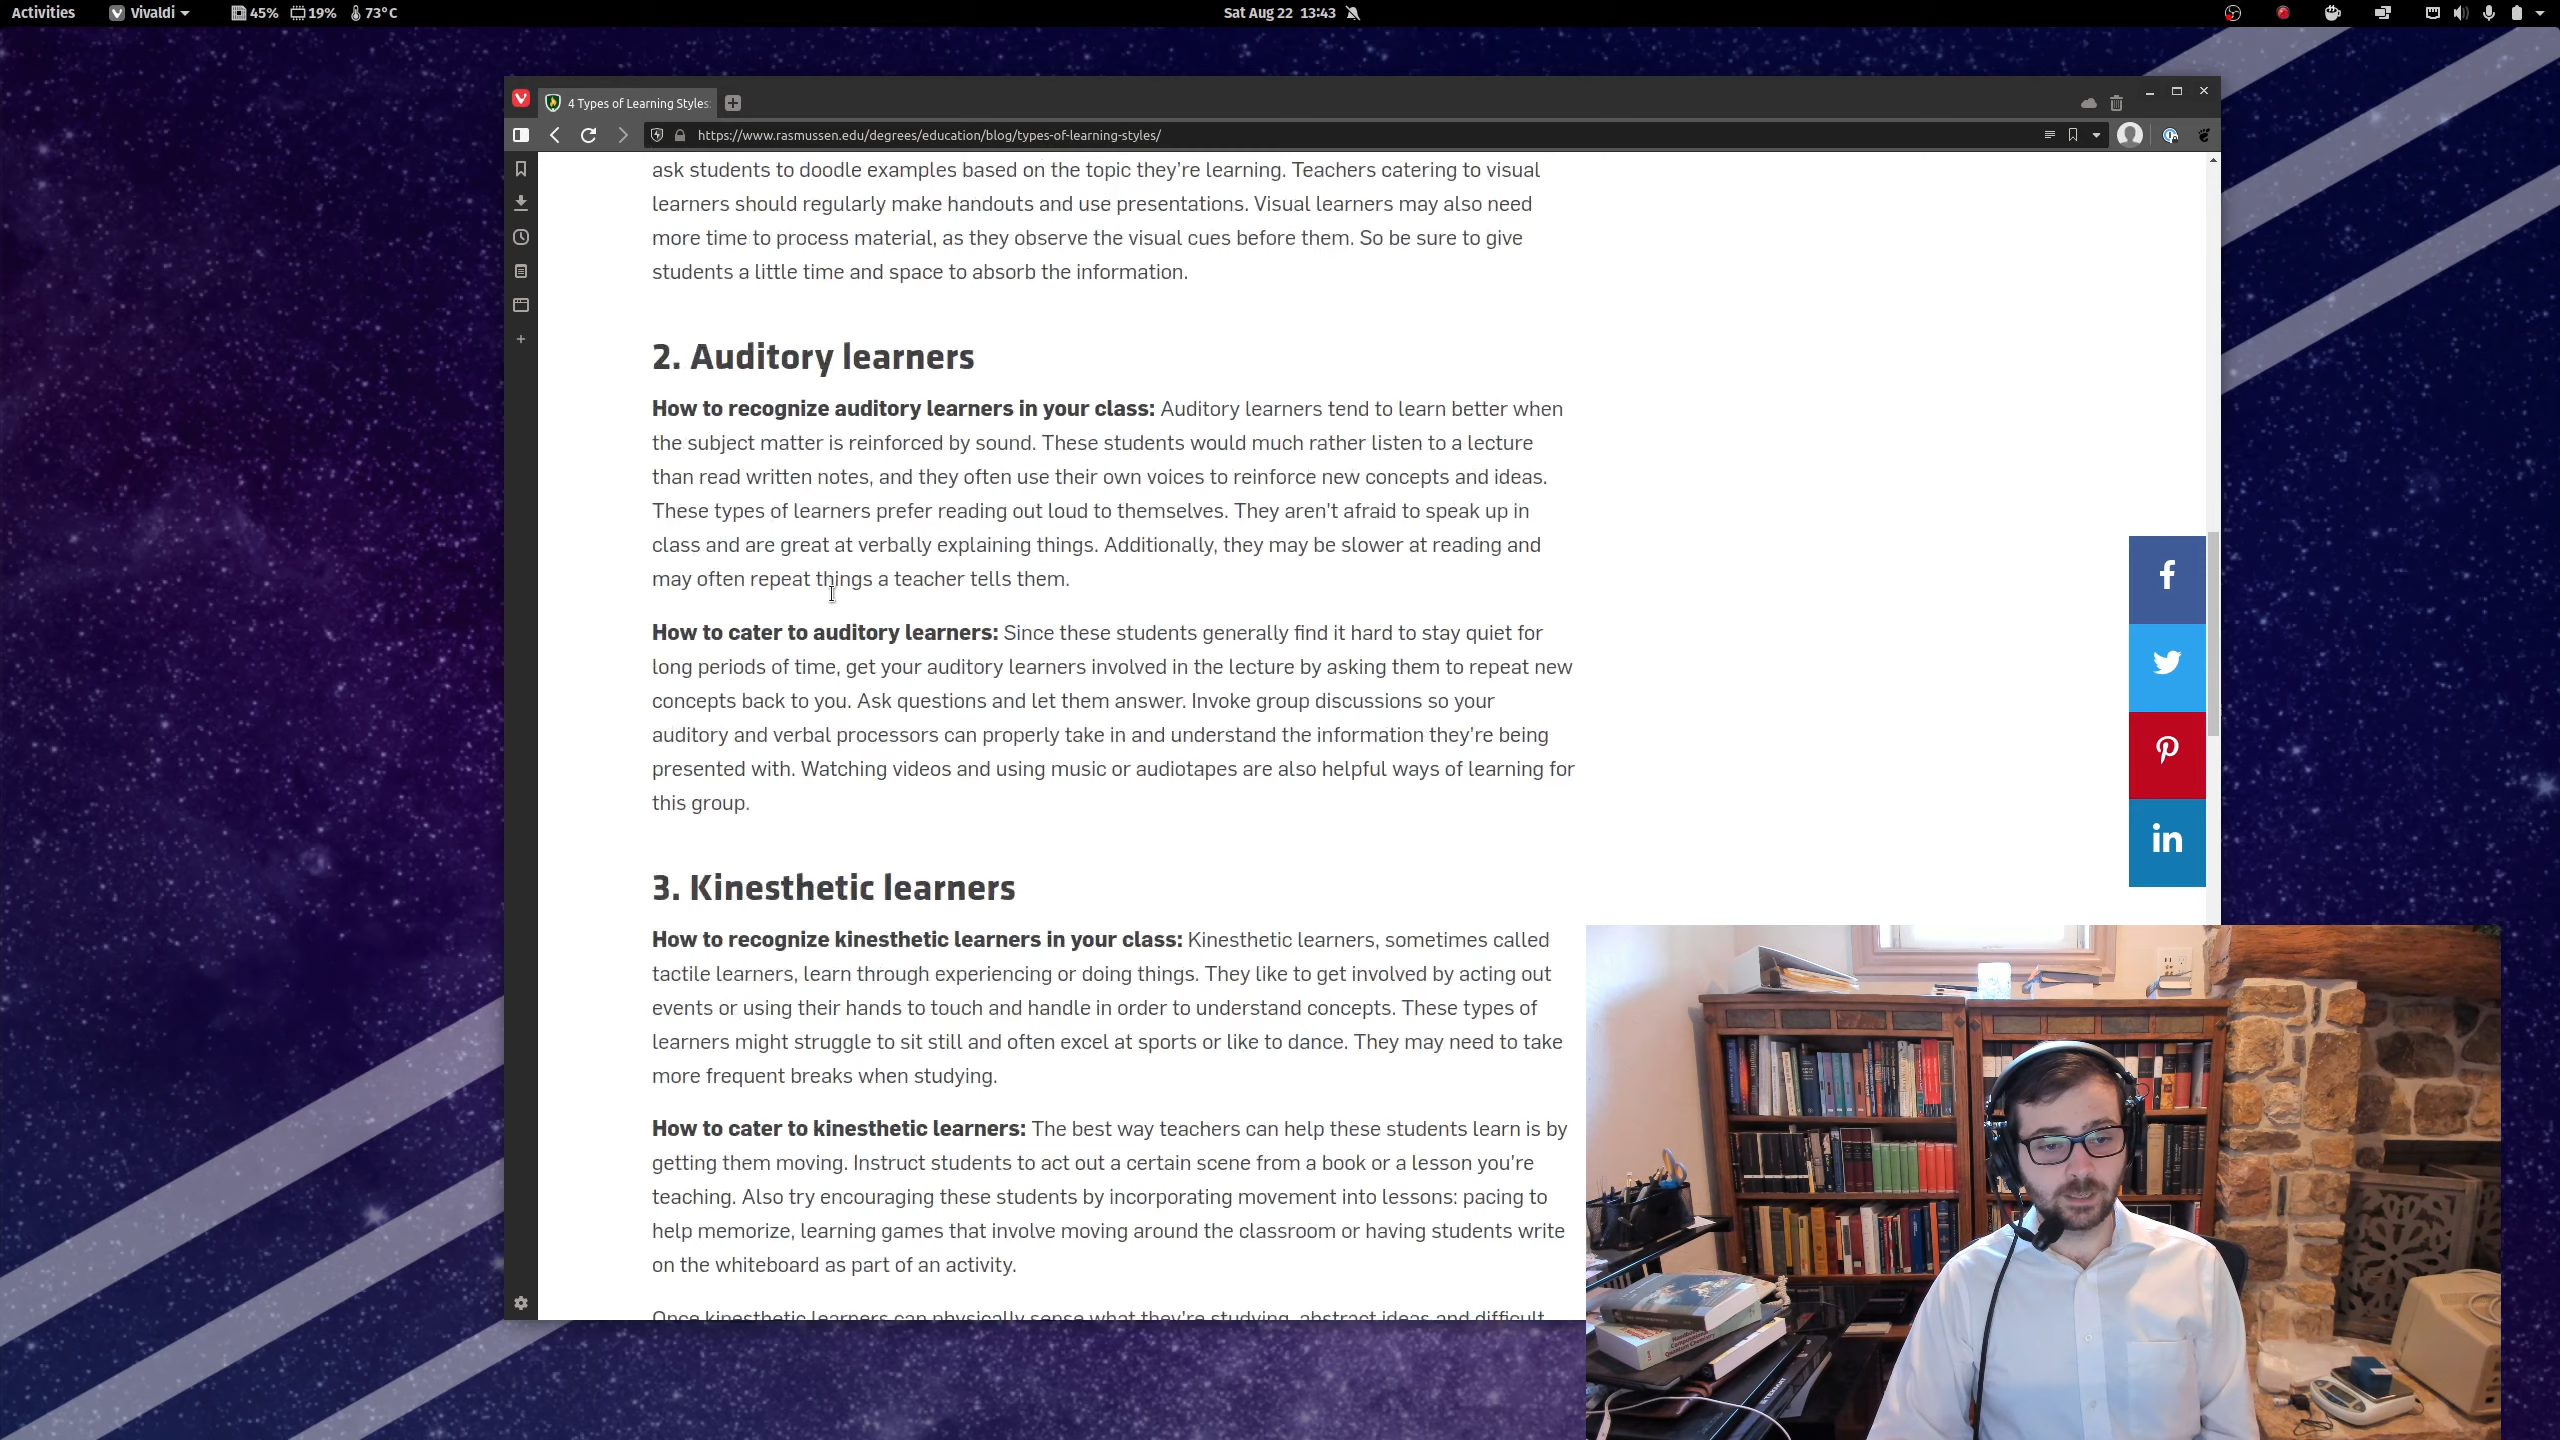 Activities Vivaldi 45% 19% 73°C Sat Aug 22 13:43
4 Types of Learning Styles:
https://www.rasmussen.edu/degrees/education/blog/types-of-learning-styles/
ask students to doodle examples based on the topic they're learning. Teachers catering to visual
learners should regularly make handouts and use presentations. Visual learners may also need
more time to process material, as they observe the visual cues before them. So be sure to give
students a little time and space to absorb the information.
2. Auditory learners
How to recognize auditory learners in your class: Auditory learners tend to learn better when
the subject matter is reinforced by sound. These students would much rather listen to a lecture
than read written notes, and they often use their own voices to reinforce new concepts and ideas.
These types of learners prefer reading out loud to themselves. They aren't afraid to speak up in
class and are great at verbally explaining things. Additionally, they may be slower at reading and
may often repeat things a teacher tells them.
How to cater to auditory learners: Since these students generally find it hard to stay quiet for
long periods of time, get your auditory learners involved in the lecture by asking them to repeat new
concepts back to you. Ask questions and let them answer. Invoke group discussions so your
auditory and verbal processors can properly take in and understand the information they're being
presented with. Watching videos and using music or audiotapes are also helpful ways of learning for
this group.
3. Kinesthetic learners
How to recognize kinesthetic learners in your class: Kinesthetic learners, sometimes called
tactile learners, learn through experiencing or doing things. They like to get involved by acting out
events or using their hands to touch and handle in order to understand concepts. These types of
learners might struggle to sit still and often excel at sports or like to dance. They may need to take
more frequent breaks when studying.
How to cater to kinesthetic learners: The best way teachers can help these students learn is by
getting them moving. Instruct students to act out a certain scene from a book or a lesson you're
teaching. Also try encouraging these students by incorporating movement into lessons: pacing to
help memorize, learning games that involve moving around the classroom or having students write
on the whiteboard as part of an activity.
Once kinesthetic learners can physically sense what they're studying, abstract ideas and difficult